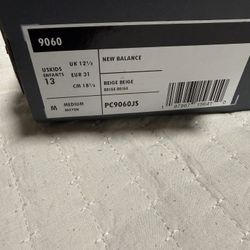 9060
USKIDS
ENFANTS
13
UK 12½
EUR 31
CM 18½
NEW BALANCE
BEIGE BEIGE
BEIGE-BEIGE
M
MEDIUM
MOYEN
PC9060JS